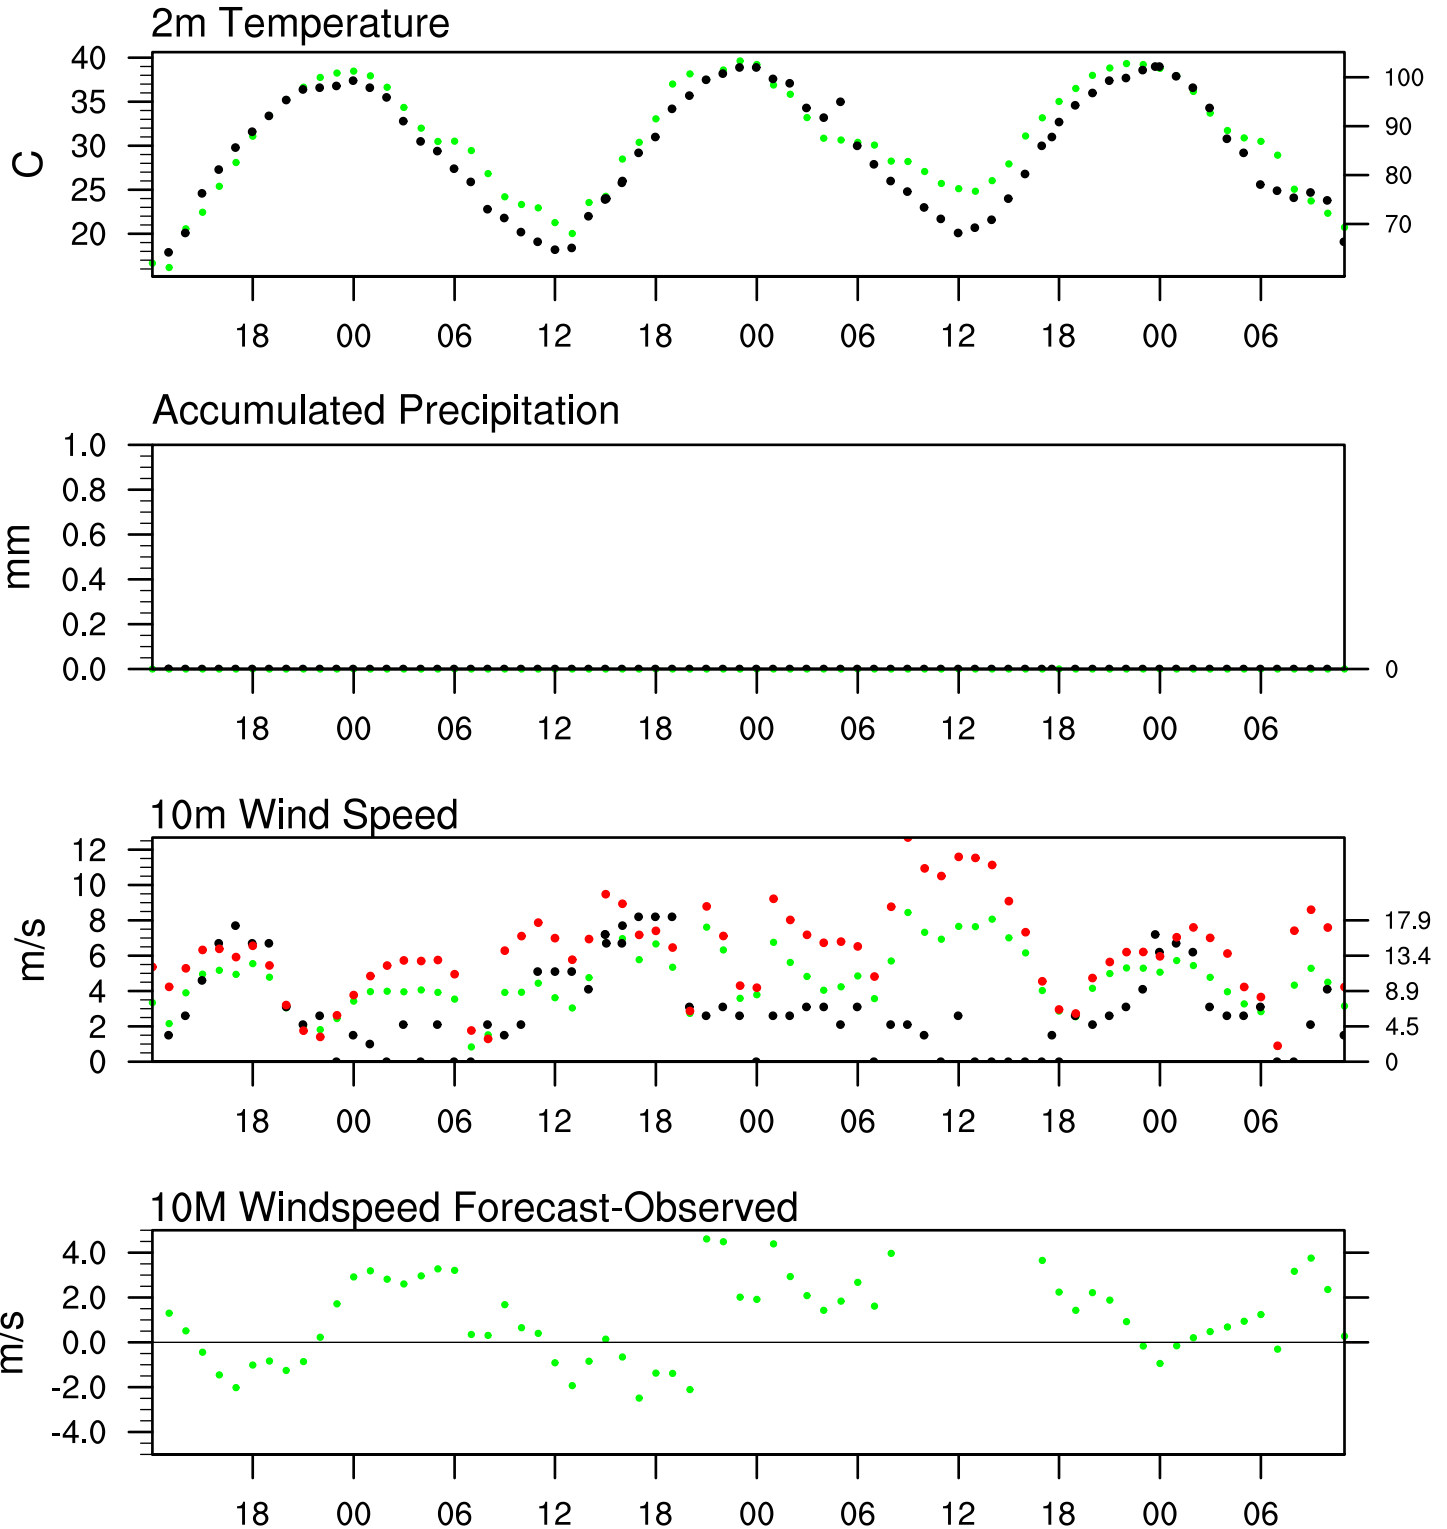 2m Temperature
40
35
30
25
20
C
100
90
80
70
18 00 06 12 18 00 06 12 18 00 06
Accumulated Precipitation
1.0
0.8
0.6
0.4
0.2
0.0
mm
0
18 00 06 12 18 00 06 12 18 00 06
10m Wind Speed
12
10
8
6
4
2
0
m/s
17.9
13.4
8.9
4.5
0
18 00 06 12 18 00 06 12 18 00 06
10M Windspeed Forecast-Observed
4.0
2.0
0.0
-2.0
-4.0
m/s
18 00 06 12 18 00 06 12 18 00 06